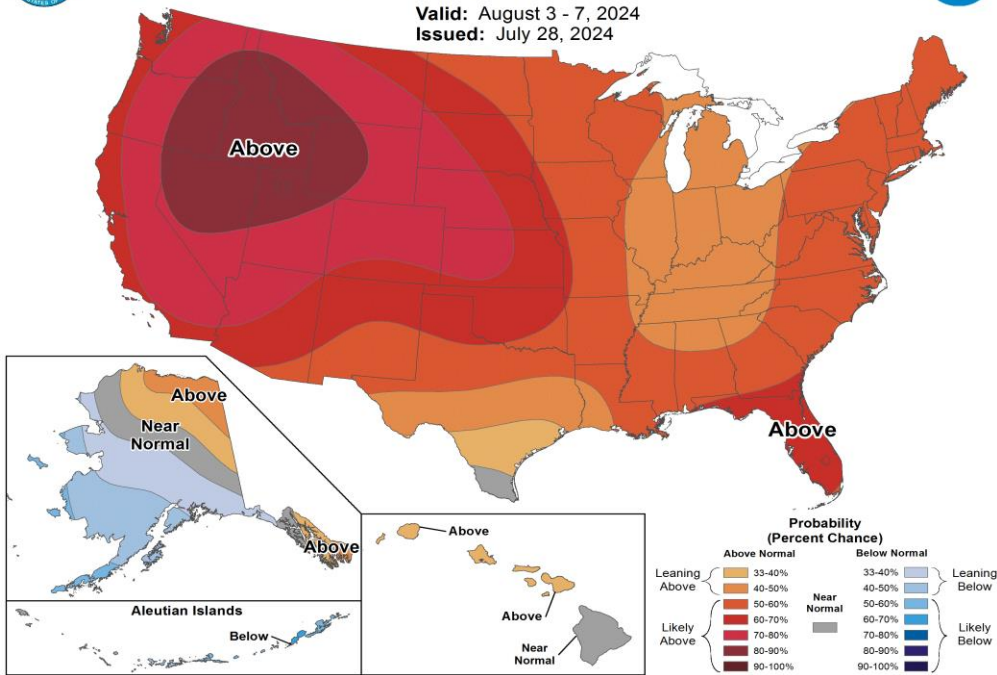 Valid: August 3 - 7, 2024
Issued: July 28, 2024
Above
Above
Above
Near
Normal
Above
Aleutian Islands
Below
Above
Above
Near
Normal
Probability
(Percent Chance)
Above Normal
Below Normal
Leaning
Above
33-40%
40-50%
Likely
Above
50-60%
60-70%
70-80%
80-90%
90-100%
Near
Normal
33-40%
40-50%
Leaning
Below
50-60%
60-70%
70-80%
80-90%
90-100%
Likely
Below